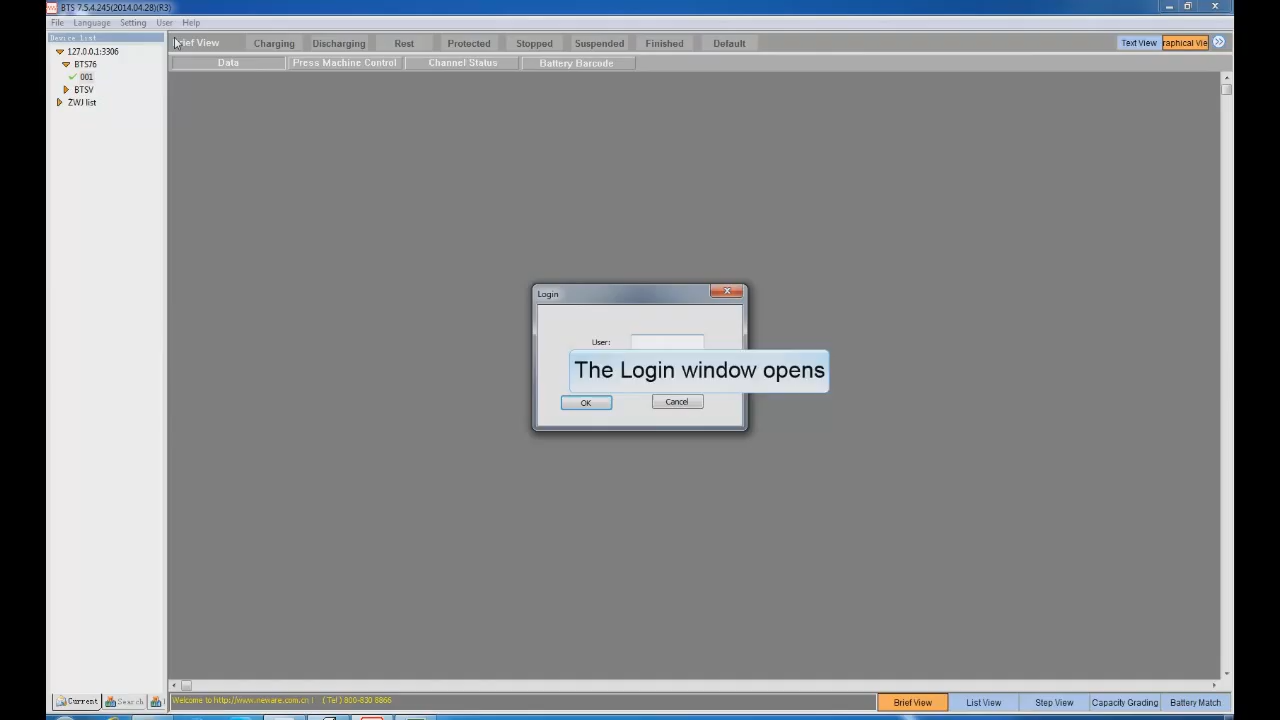 BTS 7.5.4.245(2014.04.28)(R3)
File Language Setting User Help
Device list
127.0.0.1:3306
BTS76
001
BTSV
ZWJ list
rief View Charging Discharging Rest Protected Stopped Suspended Finished Default Text View raphical Vie
Data Press Machine Control Channel Status Battery Barcode
Login
User:
The Login window opens
OK Cancel
Current Search
Welcome to http://www.neware.com.cn | (Tel) 800-830 8866
Brief View List View Step View Capacity Grading Battery Match